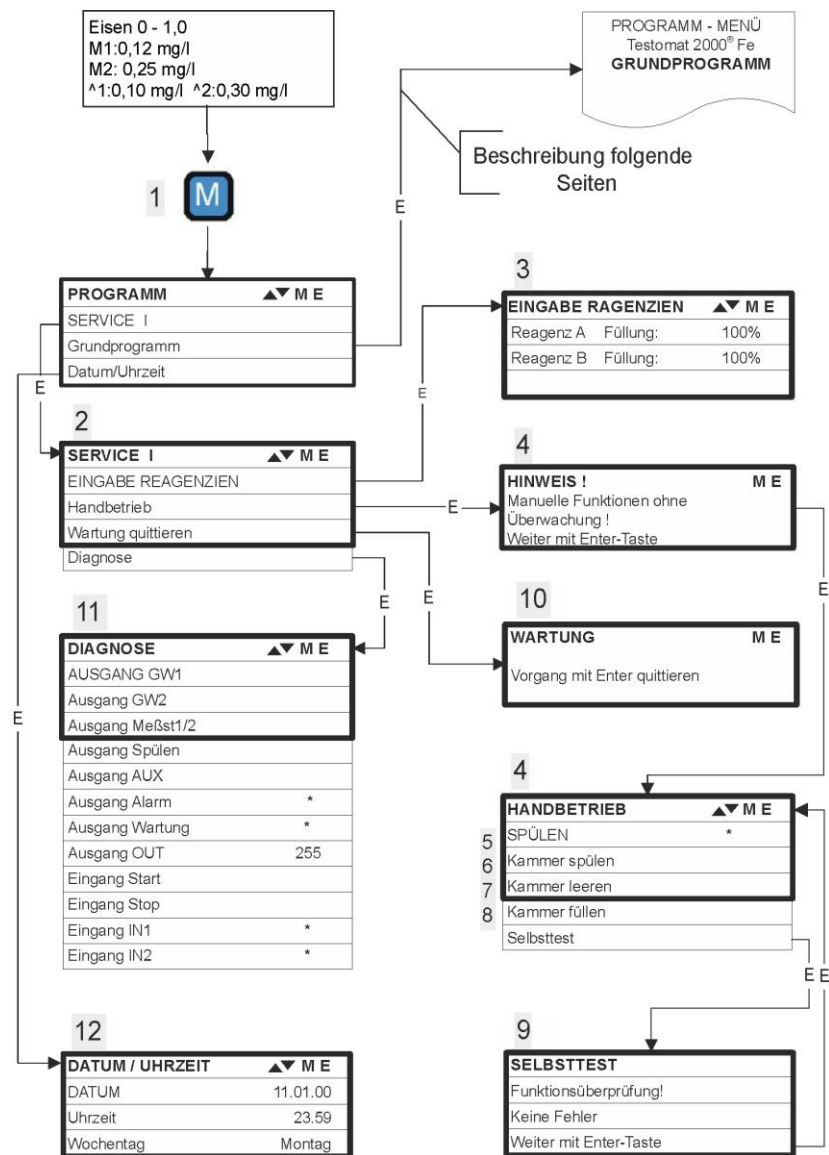 Eisen 0 - 1,0
M1:0,12 mg/l
M2: 0,25 mg/l
^1:0,10 mg/l ^2:0,30 mg/l
PROGRAMM - MENÜ
Testomat 2000® Fe
GRUNDPROGRAMM
Beschreibung folgende
Seiten
1
M
E
PROGRAMM ▲▼ M E
SERVICE I
Grundprogramm
Datum/Uhrzeit
E
3
EINGABE RAGENZIEN ▲▼ M E
Reagenz A Füllung: 100%
Reagenz B Füllung: 100%
E
2
SERVICE I ▲▼ M E
EINGABE REAGENZIEN
Handbetrieb
Wartung quittieren
Diagnose
E
4
HINWEIS ! M E
Manuelle Funktionen ohne
Überwachung !
Weiter mit Enter-Taste
E
E
E
10
WARTUNG M E
Vorgang mit Enter quittieren
11
DIAGNOSE ▲▼ M E
AUSGANG GW1
Ausgang GW2
Ausgang Meßst1/2
Ausgang Spülen
Ausgang AUX
Ausgang Alarm *
Ausgang Wartung *
Ausgang OUT 255
Eingang Start
Eingang Stop
Eingang IN1 *
Eingang IN2 *
E
4
HANDBETRIEB ▲▼ M E
5 SPÜLEN *
6 Kammer spülen
7 Kammer leeren
8 Kammer füllen
Selbsttest
E E
12
DATUM / UHRZEIT ▲▼ M E
DATUM 11.01.00
Uhrzeit 23.59
Wochentag Montag
9
SELBSTTEST
Funktionsüberprüfung!
Keine Fehler
Weiter mit Enter-Taste